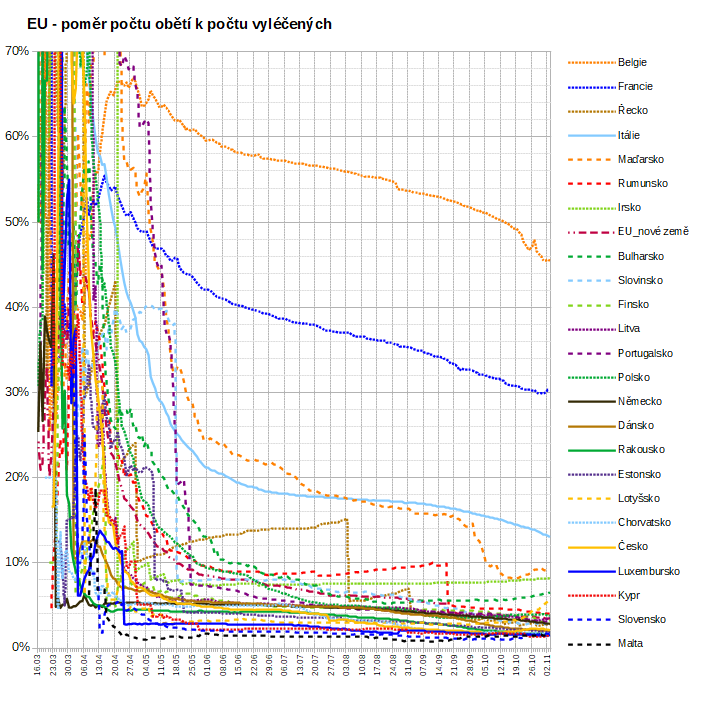 EU - poměr počtu obětí k počtu vyléčených
70%
60%
50%
40%
30%
20%
10%
0%
16.03
23.03
30.03
06.04
13.04
20.04
27.04
04.05
11.05
18.05
25.05
01.06
08.06
15.06
22.06
29.06
06.07
13.07
20.07
27.07
03.08
10.08
17.08
24.08
31.08
07.09
14.09
21.09
28.09
05.10
12.10
19.10
26.10
02.11
Belgie
Francie
Řecko
Itálie
Maďarsko
Rumunsko
Irsko
EU_nové země
Bulharsko
Slovinsko
Finsko
Litva
Portugalsko
Polsko
Německo
Dánsko
Rakousko
Estonsko
Lotyšsko
Chorvatsko
Česko
Luxembursko
Kypr
Slovensko
Malta